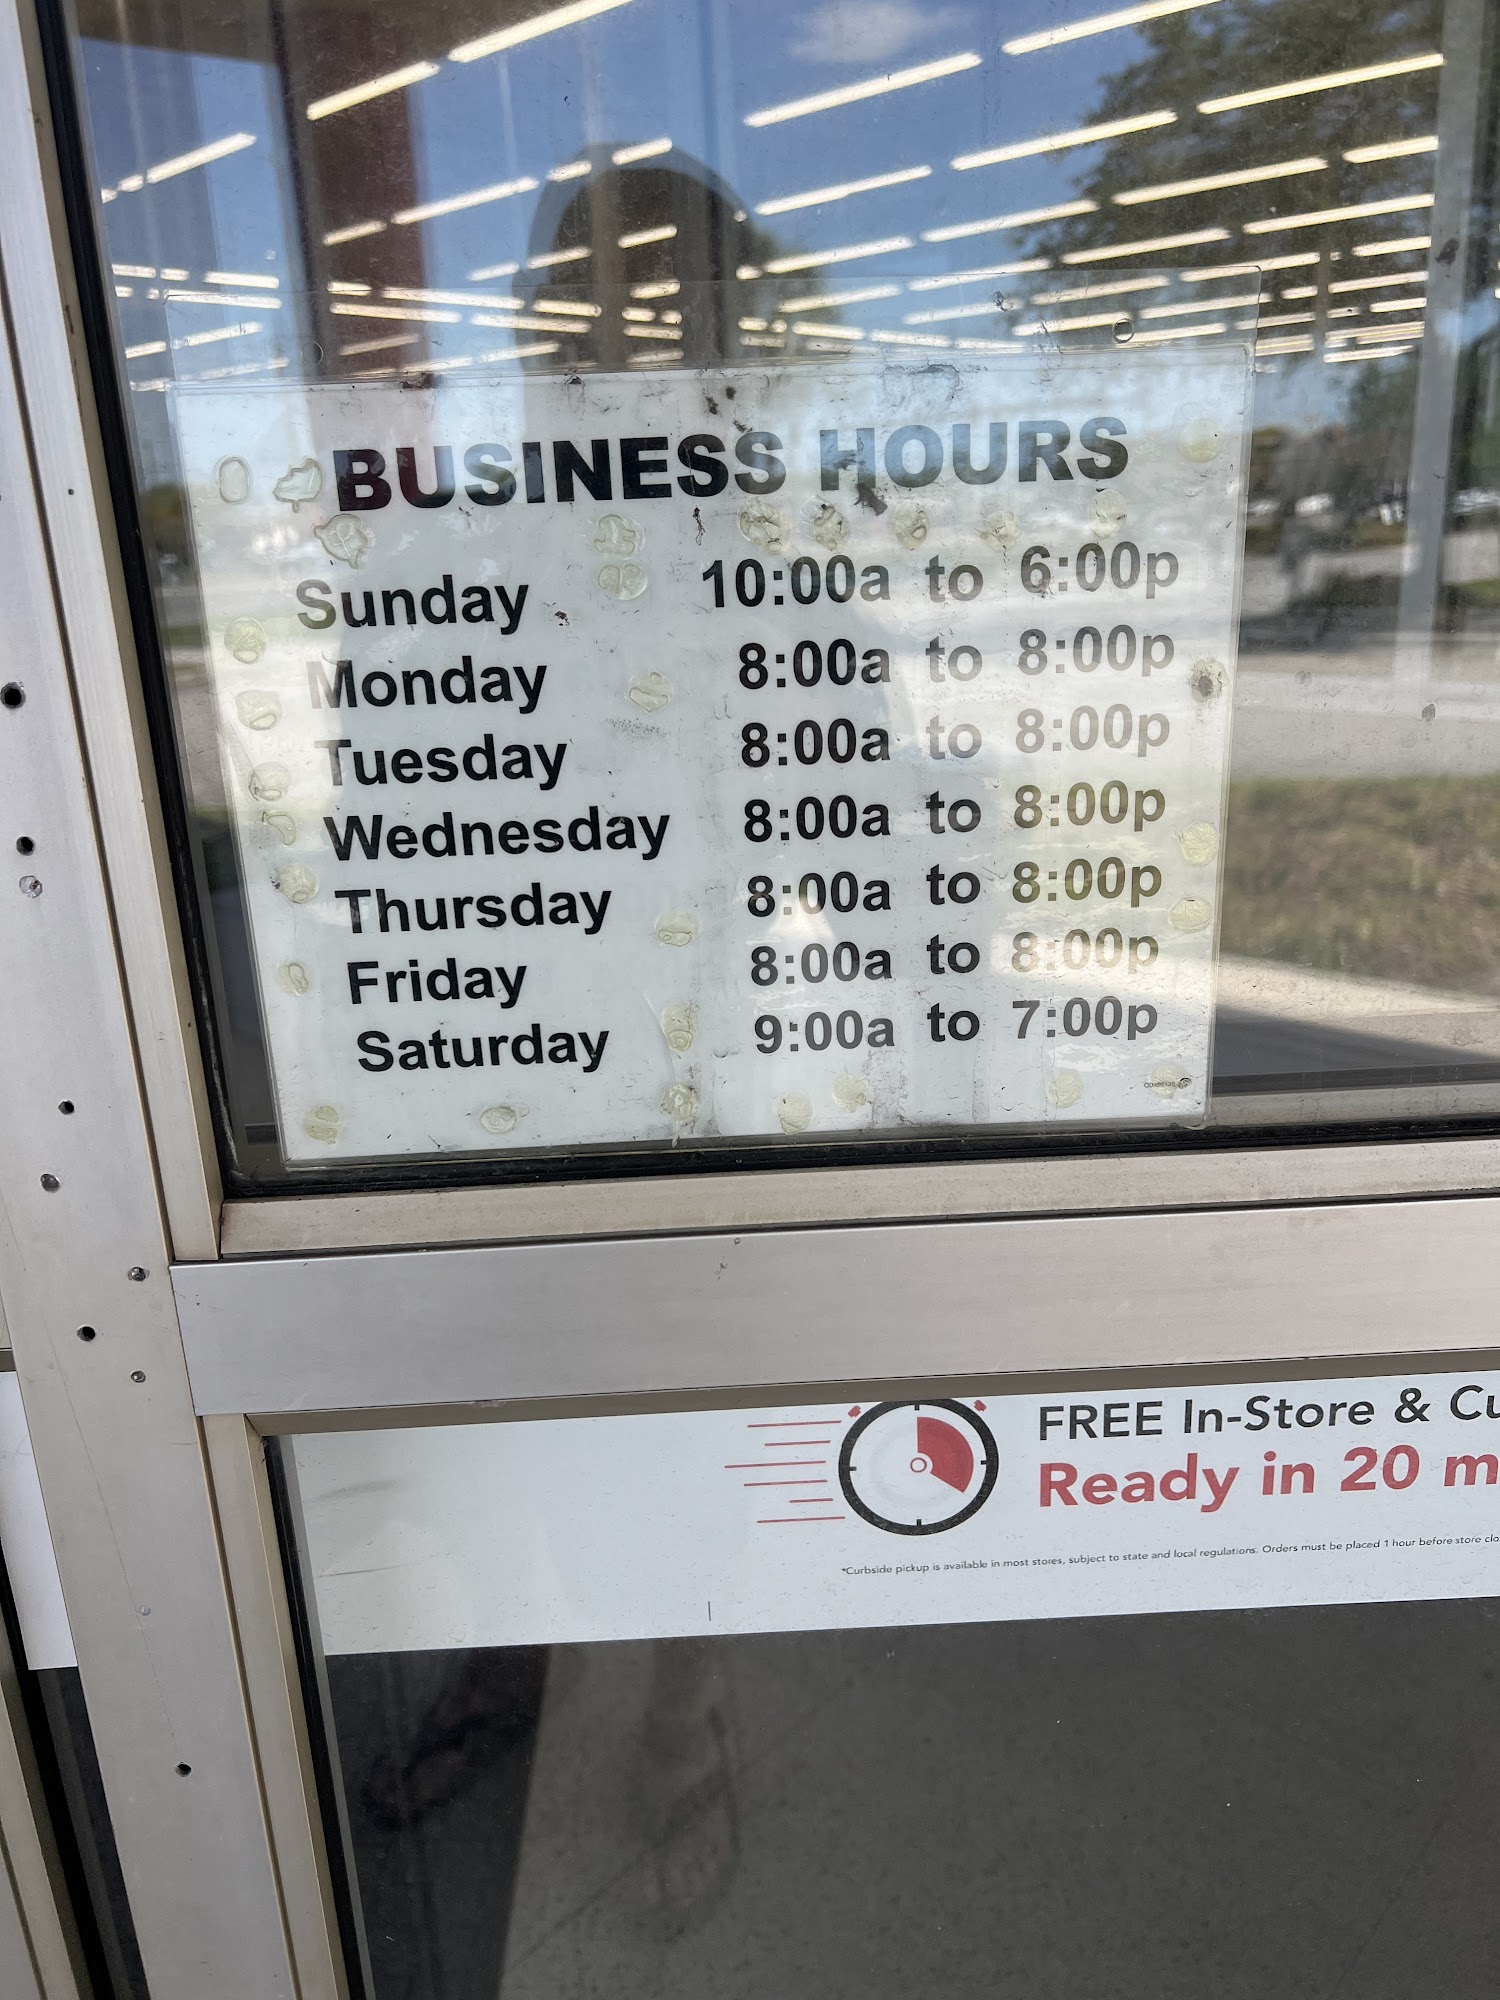 BUSINESS HOURS
Sunday 10:00a to 6:00p
Monday 8:00a to 8:00p
Tuesday 8:00a to 8:00p
Wednesday 8:00a to 8:00p
Thursday 8:00a to 8:00p
Friday 8:00a to 8:00p
Saturday 9:00a to 7:00p
FREE In-Store & Cu
Ready in 20 m
*Curbside pickup is available in most stores, subject to state and local regulations. Orders must be placed 1 hour before store clo